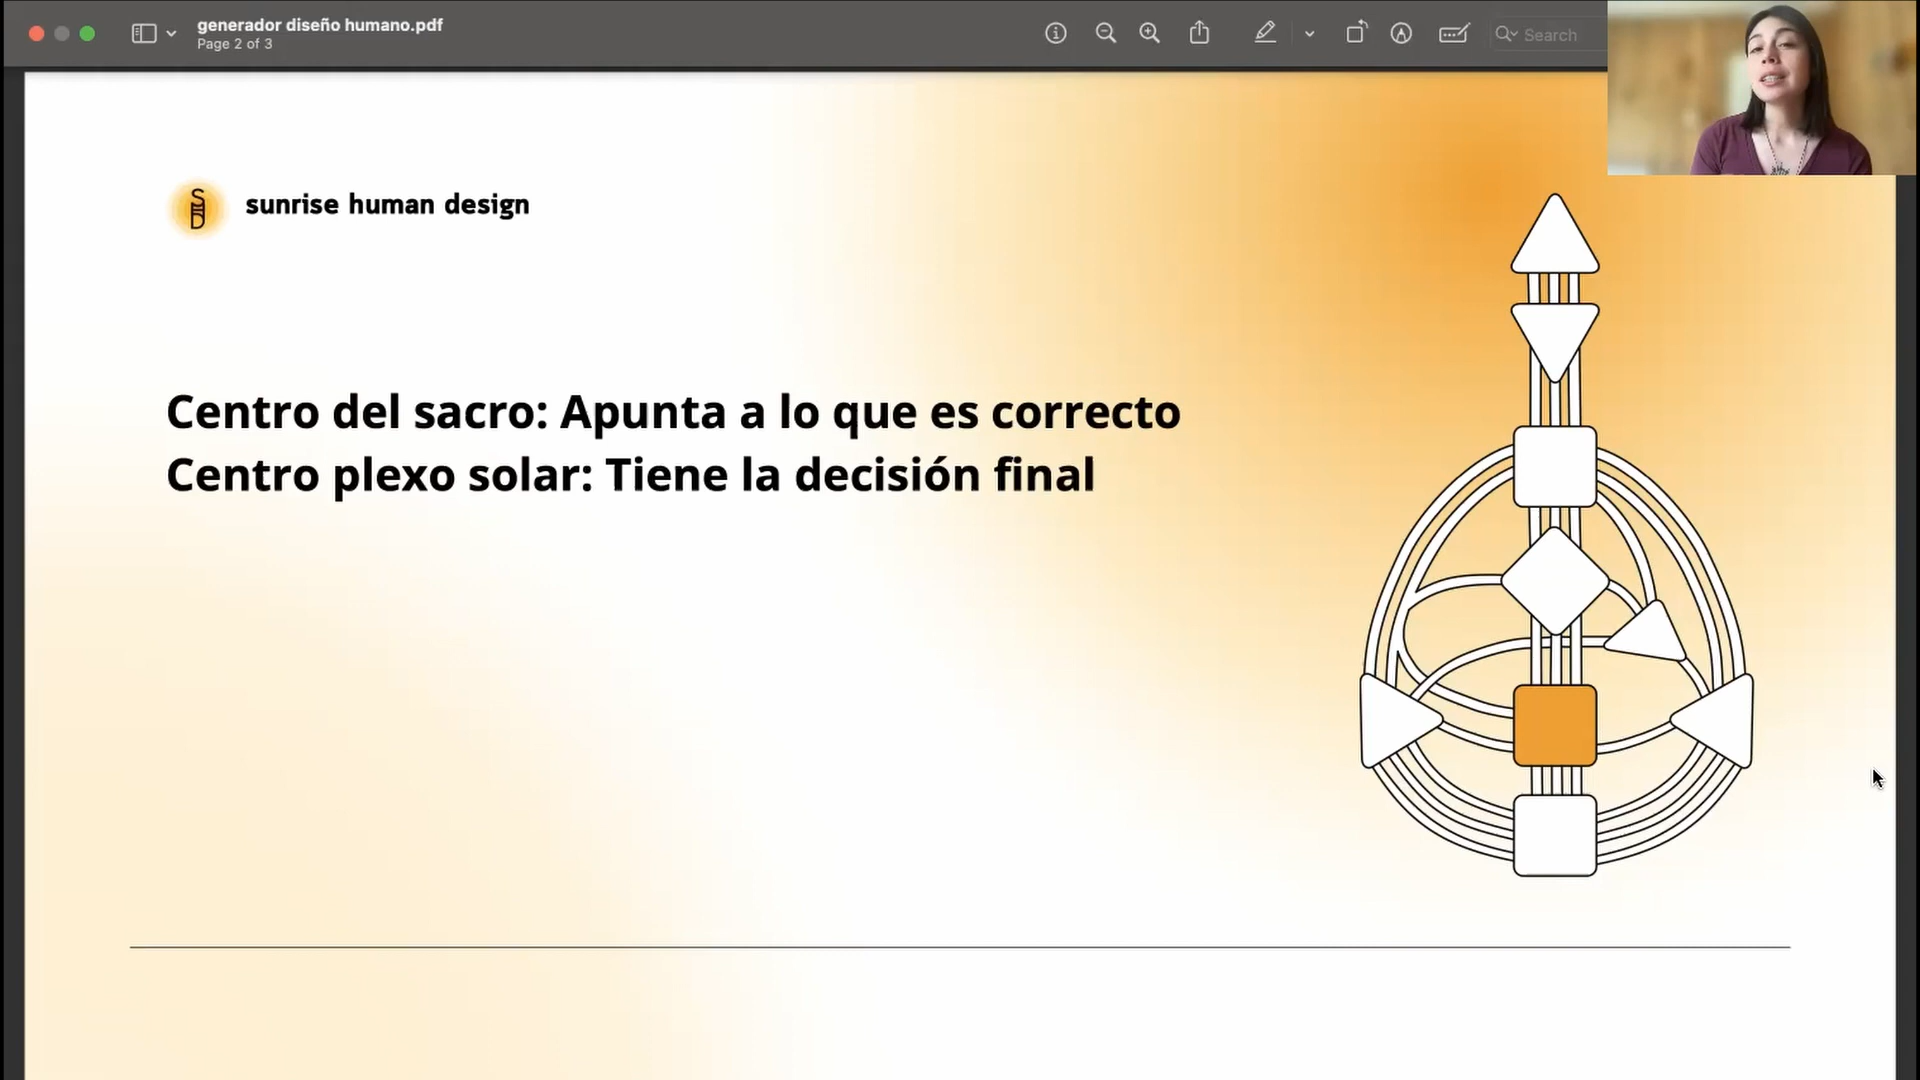 generador diseño humano.pdf
Page 2 of 3
Search
SHD
sunrise human design
Centro del sacro: Apunta a lo que es correcto
Centro plexo solar: Tiene la decisión final